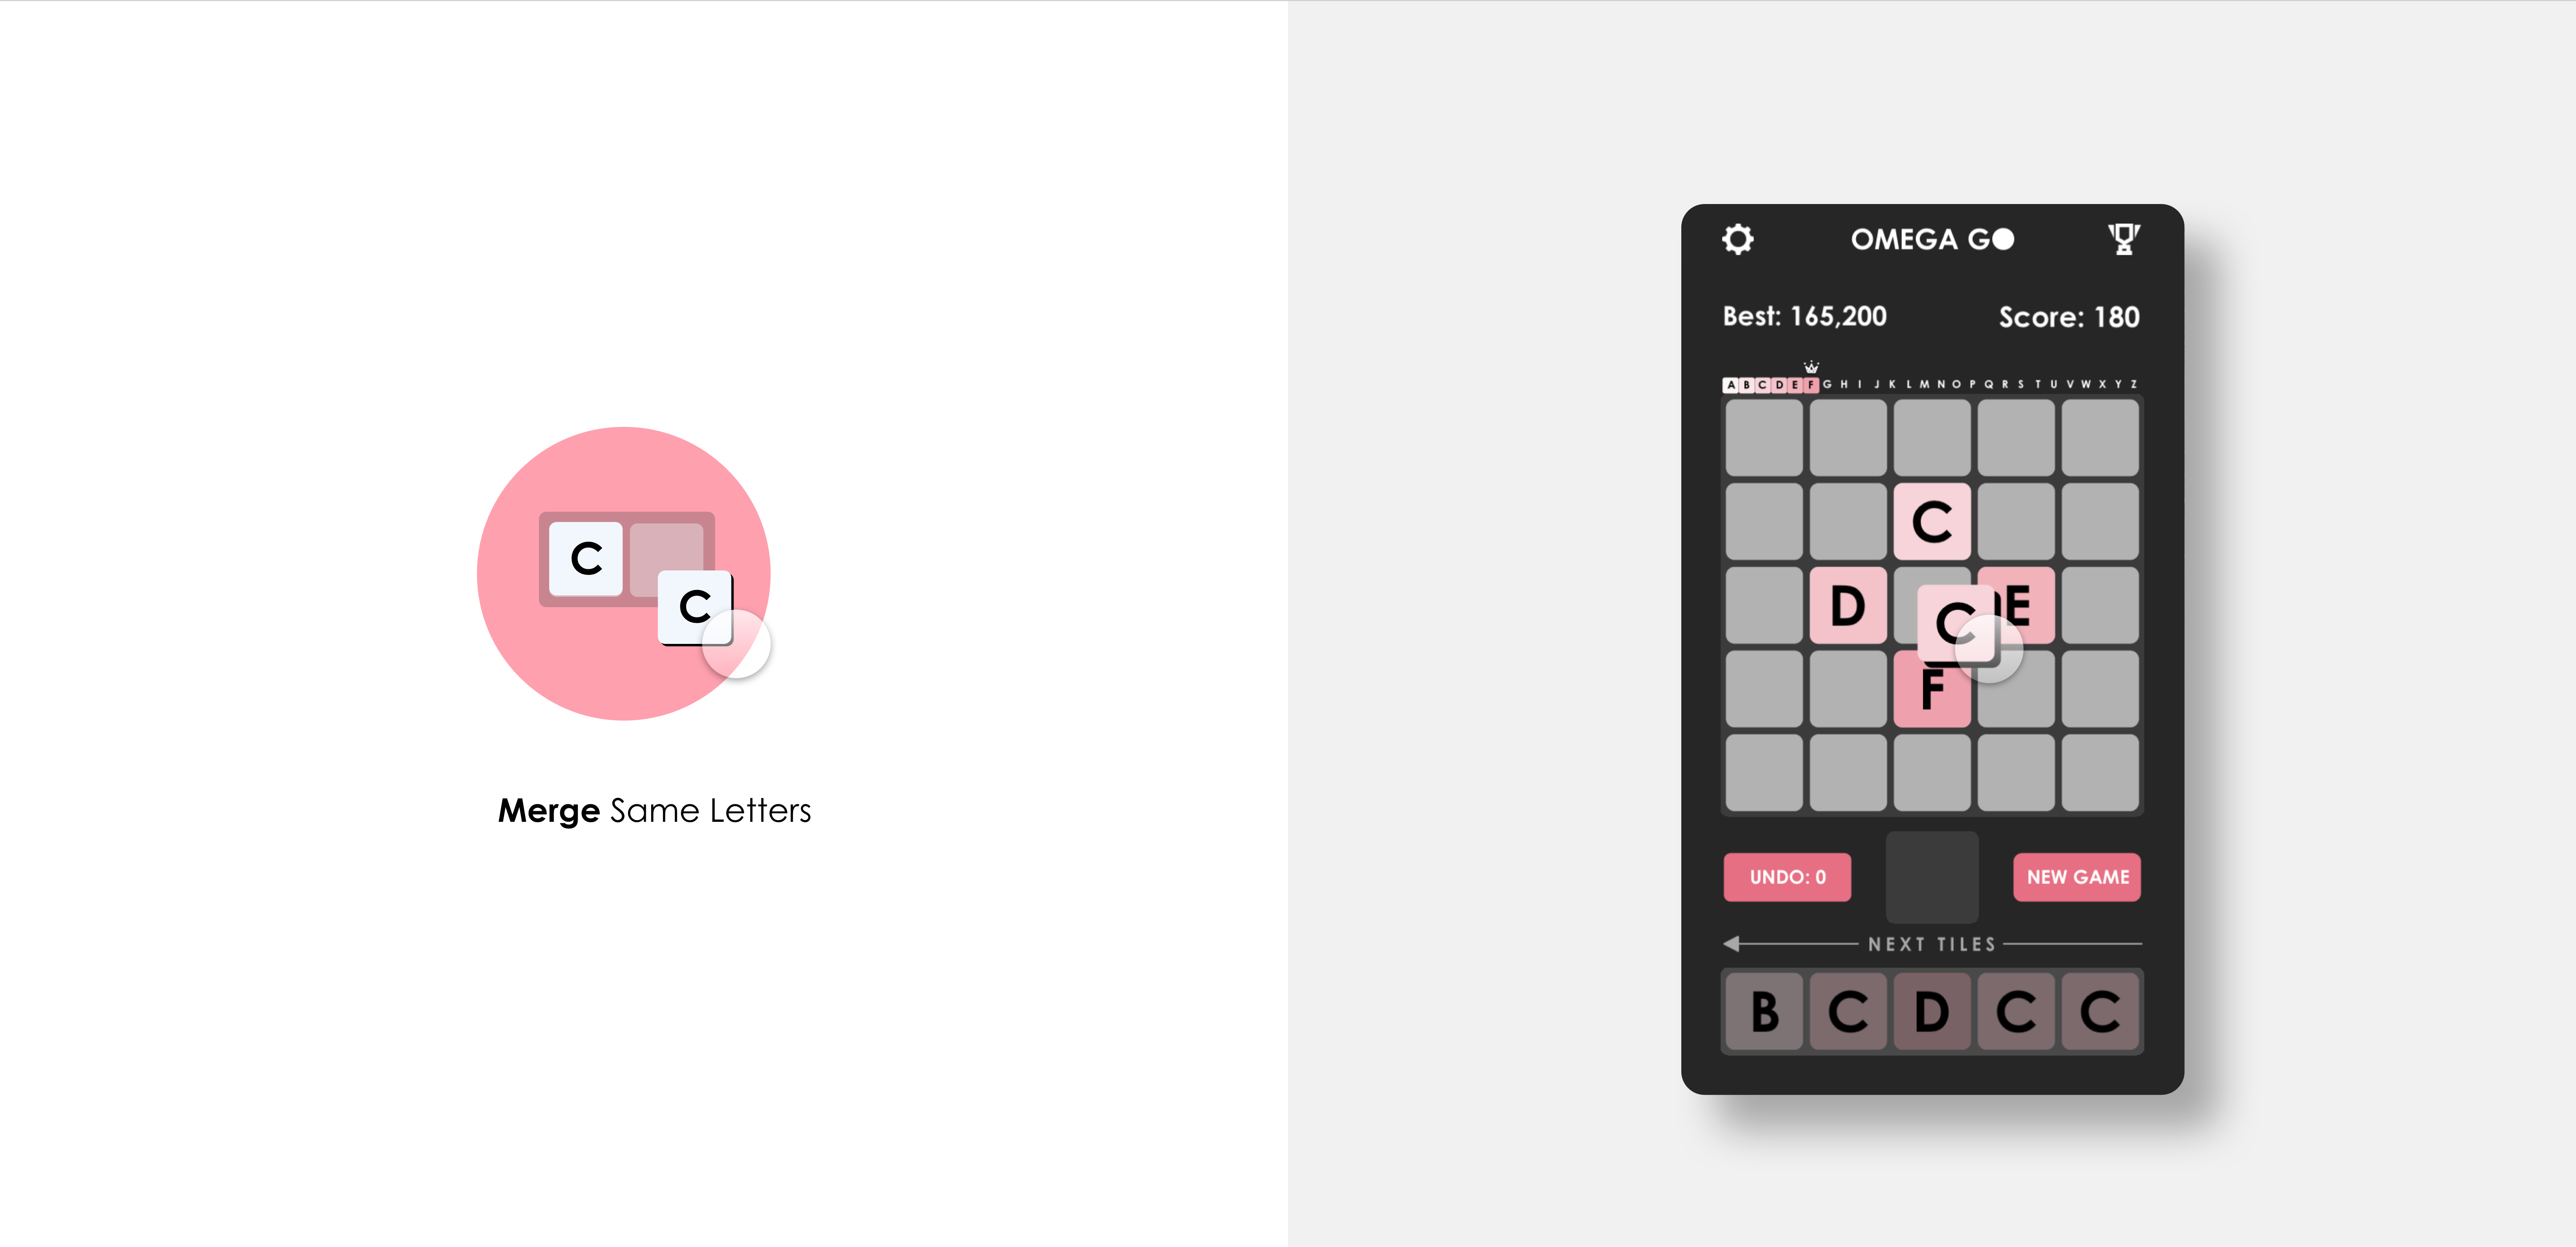 C
C
Merge Same Letters
OMEGA GO
Best: 165,200
Score: 180
A B C D E F G H I J K L M N O P Q R S T U V W X Y Z
C
D C E
F
UNDO: 0
NEW GAME
NEXT TILES
B C D C C